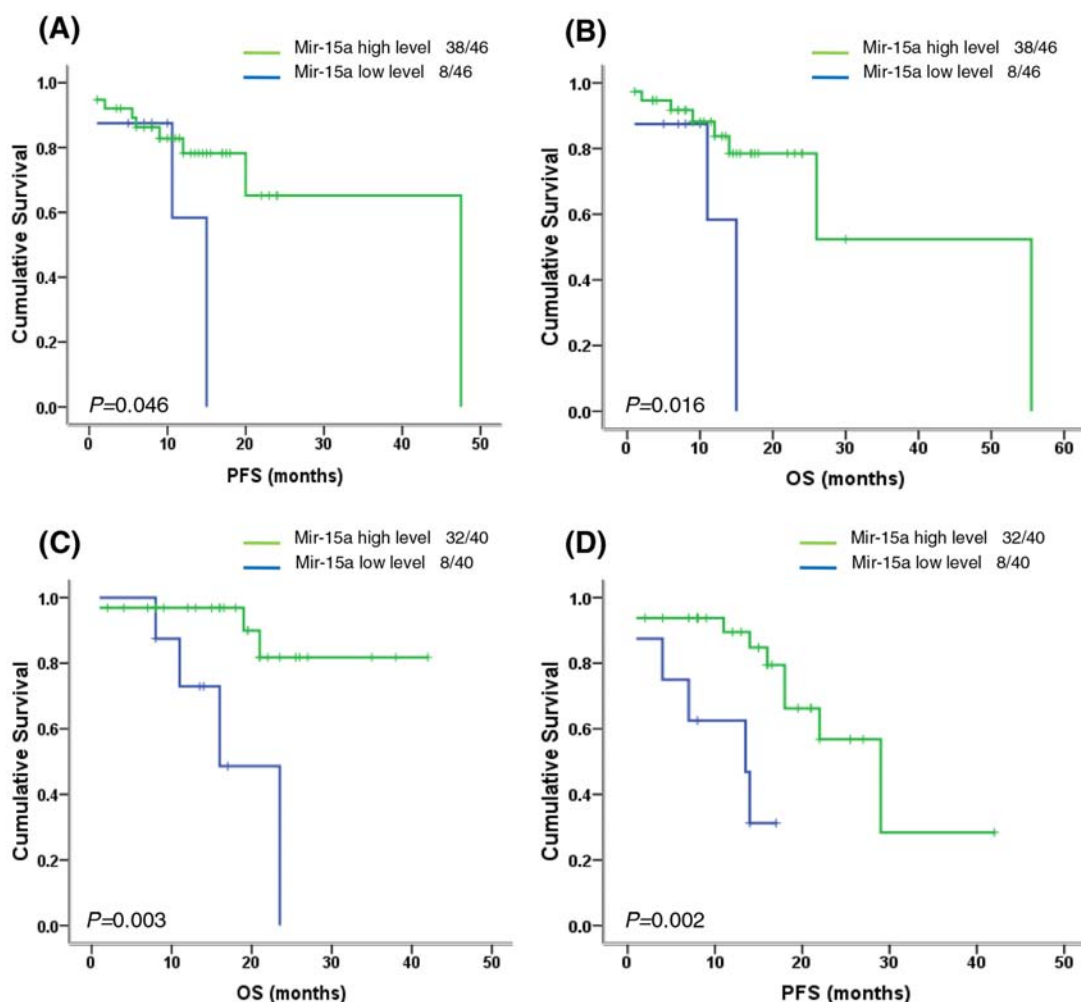 (A)
Mir-15a high level 38/46
Mir-15a low level 8/46
Cumulative Survival
1.0
0.8
0.6
0.4
0.2
0.0
P=0.046
0 10 20 30 40 50
PFS (months)
(B)
Mir-15a high level 38/46
Mir-15a low level 8/46
Cumulative Survival
1.0
0.8
0.6
0.4
0.2
0.0
P=0.016
0 10 20 30 40 50 60
OS (months)
(C)
Mir-15a high level 32/40
Mir-15a low level 8/40
Cumulative Survival
1.0
0.8
0.6
0.4
0.2
0.0
P=0.003
0 10 20 30 40 50
OS (months)
(D)
Mir-15a high level 32/40
Mir-15a low level 8/40
Cumulative Survival
1.0
0.8
0.6
0.4
0.2
0.0
P=0.002
0 10 20 30 40 50
PFS (months)